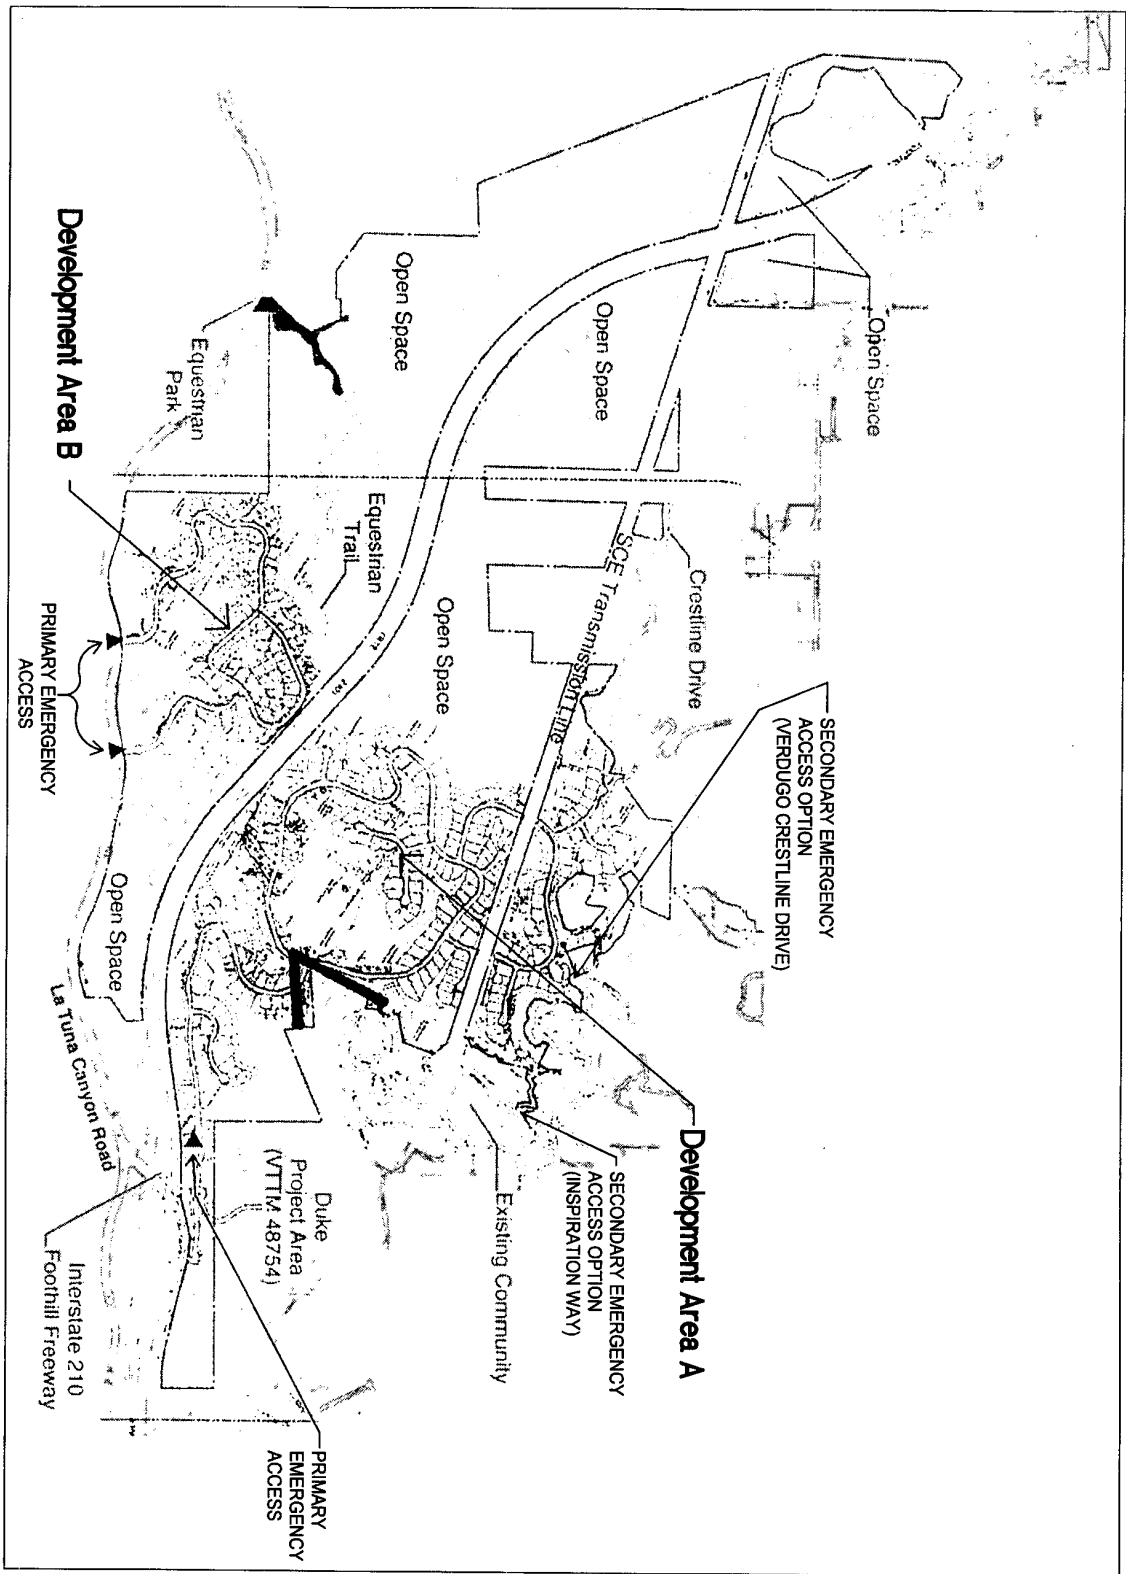 Open Space
SECONDARY EMERGENCY
ACCESS OPTION
(VERDUGO CRESTLINE DRIVE)
Development Area A
SECONDARY EMERGENCY
ACCESS OPTION
(INSPIRATION WAY)
Crestline Drive
SCE Transmission Line
Existing Community
Open Space
Open Space
Open Space
Equestrian
Trail
Duke
Project Area
(VTTM 48754)
PRIMARY
EMERGENCY
ACCESS
Equestrian
Park
Open Space
La Tuna Canyon Road
Interstate 210
Foothill Freeway
Development Area B
PRIMARY EMERGENCY
ACCESS